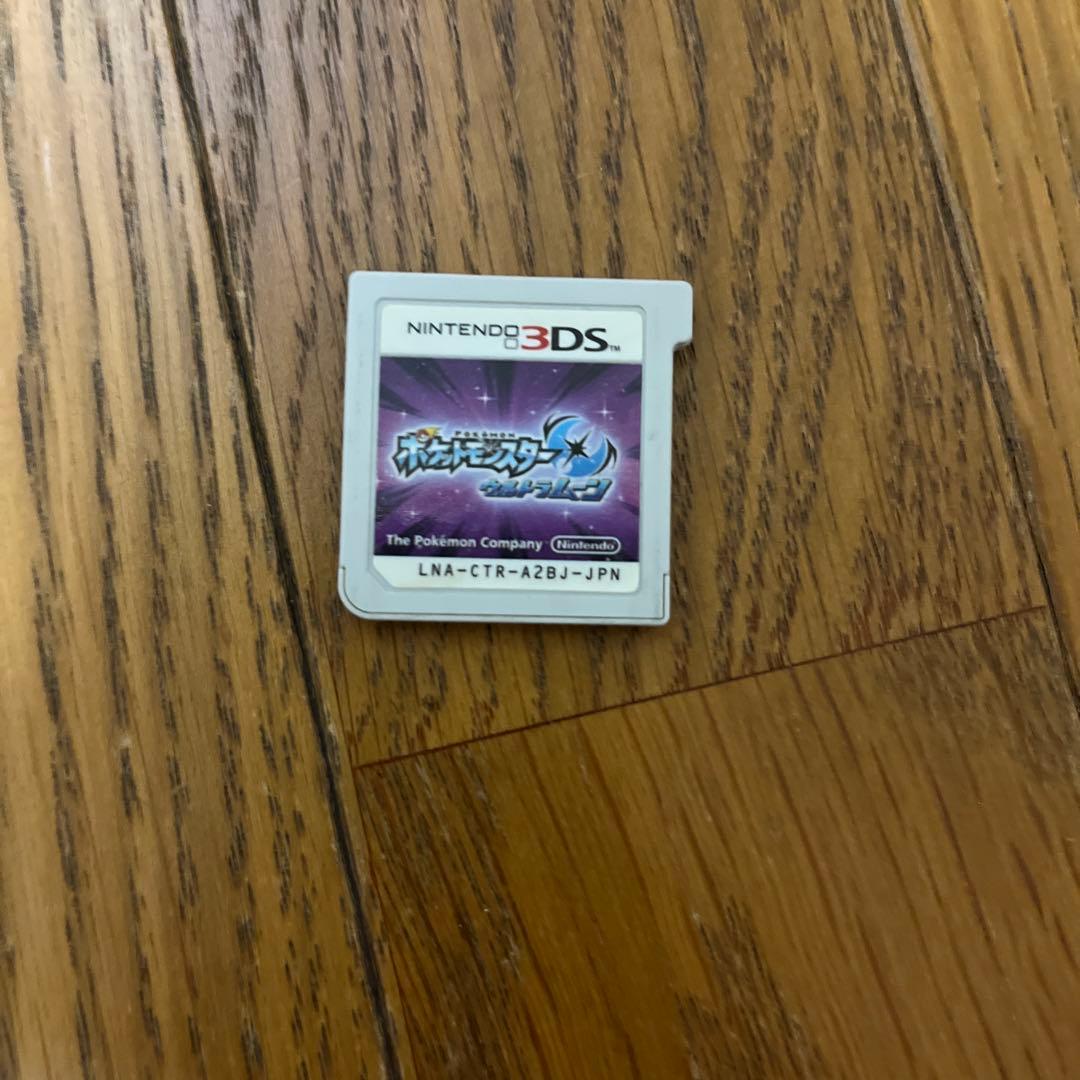 NINTENDO 3DS™
POKÉMON
ポケットモンスター
ウルトラムーン
The Pokémon Company Nintendo
LNA-CTR-A2BJ-JPN